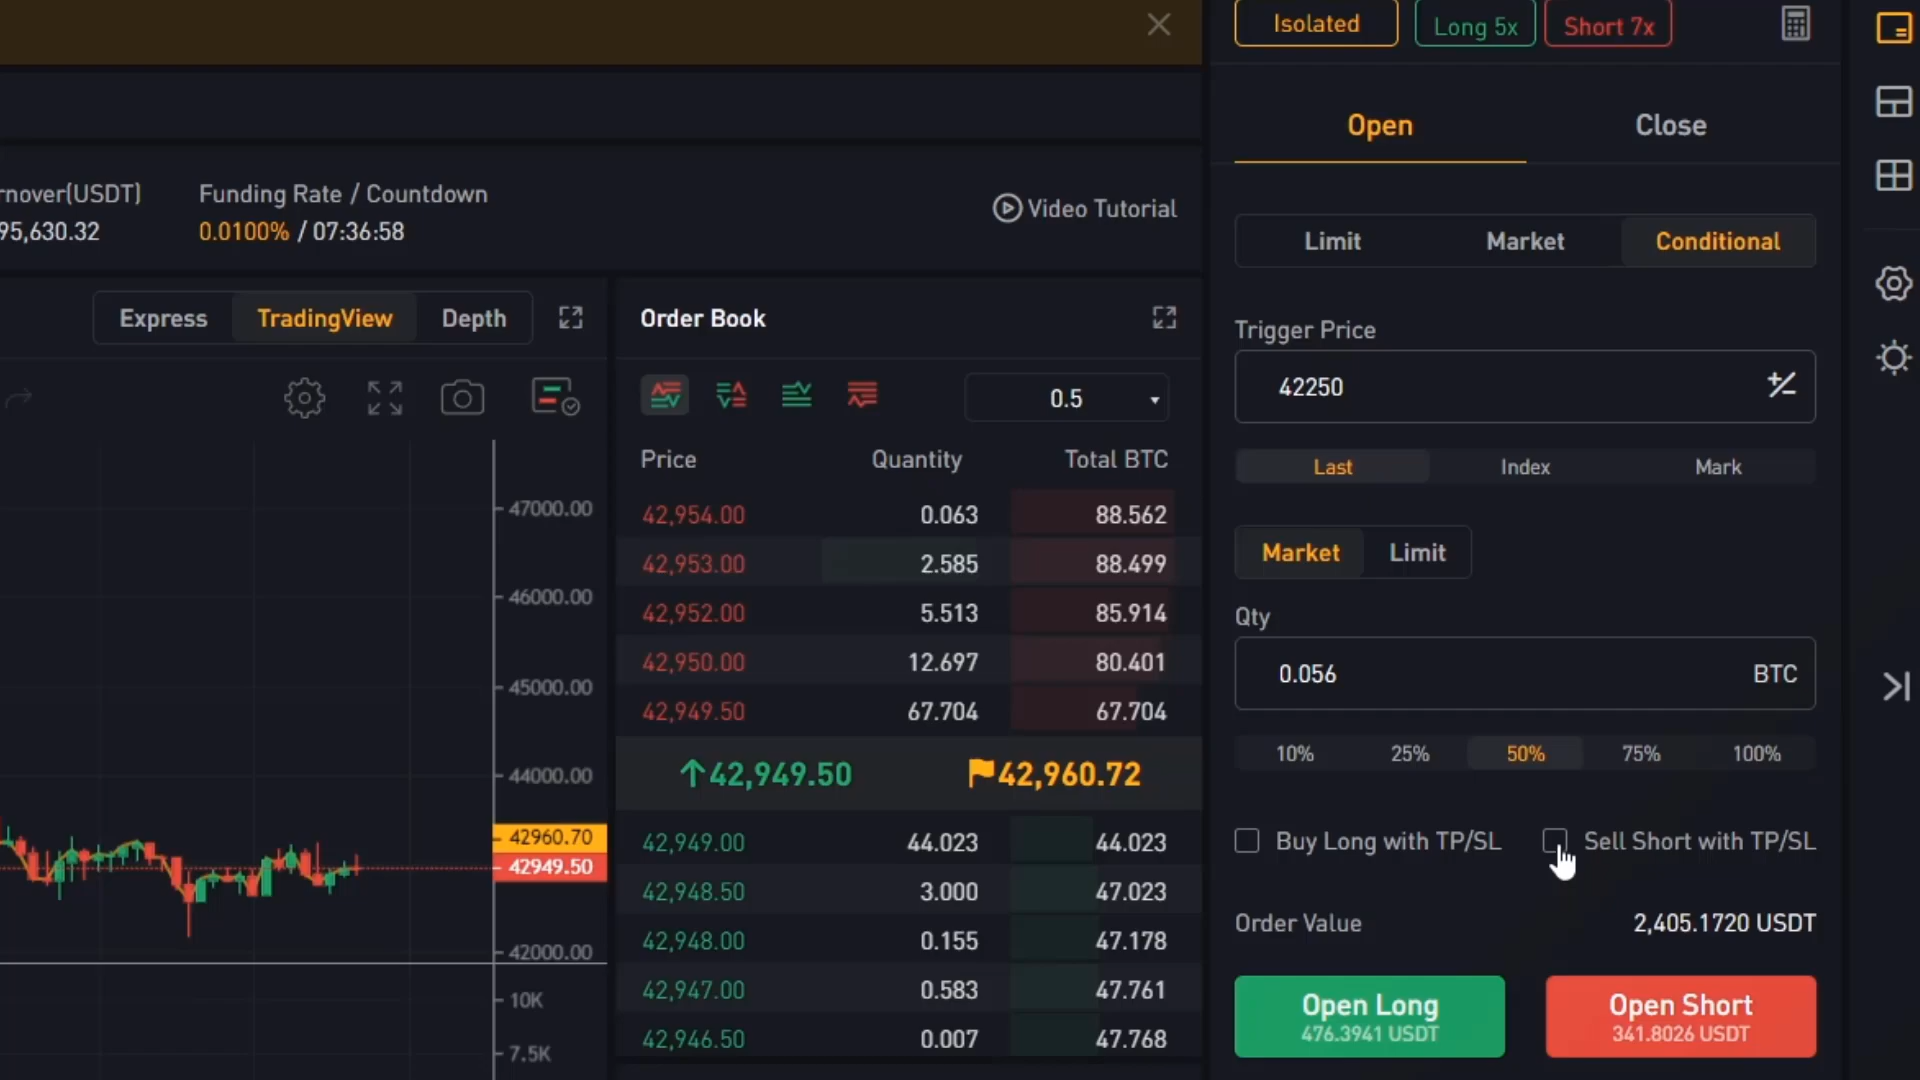 Isolated
Long 5x
Short 7x
Open
Close
rnover(USDT)
95,630.32
Funding Rate / Countdown
0.0100% / 07:36:58
Video Tutorial
Limit
Market
Conditional
Express
TradingView
Depth
Order Book
Trigger Price
42250
0.5
Last
Index
Mark
Price Quantity Total BTC
42,954.00 0.063 88.562
42,953.00 2.585 88.499
42,952.00 5.513 85.914
42,950.00 12.697 80.401
42,949.50 67.704 67.704
42,949.50 42,960.72
42,949.00 44.023 44.023
42,948.50 3.000 47.023
42,948.00 0.155 47.178
42,947.00 0.583 47.761
42,946.50 0.007 47.768
47000.00
46000.00
45000.00
44000.00
42960.70
42949.50
42000.00
10K
7.5K
Market
Limit
Qty
0.056 BTC
10% 25% 50% 75% 100%
Buy Long with TP/SL
Sell Short with TP/SL
Order Value 2,405.1720 USDT
Open Long
476.3941 USDT
Open Short
341.8026 USDT